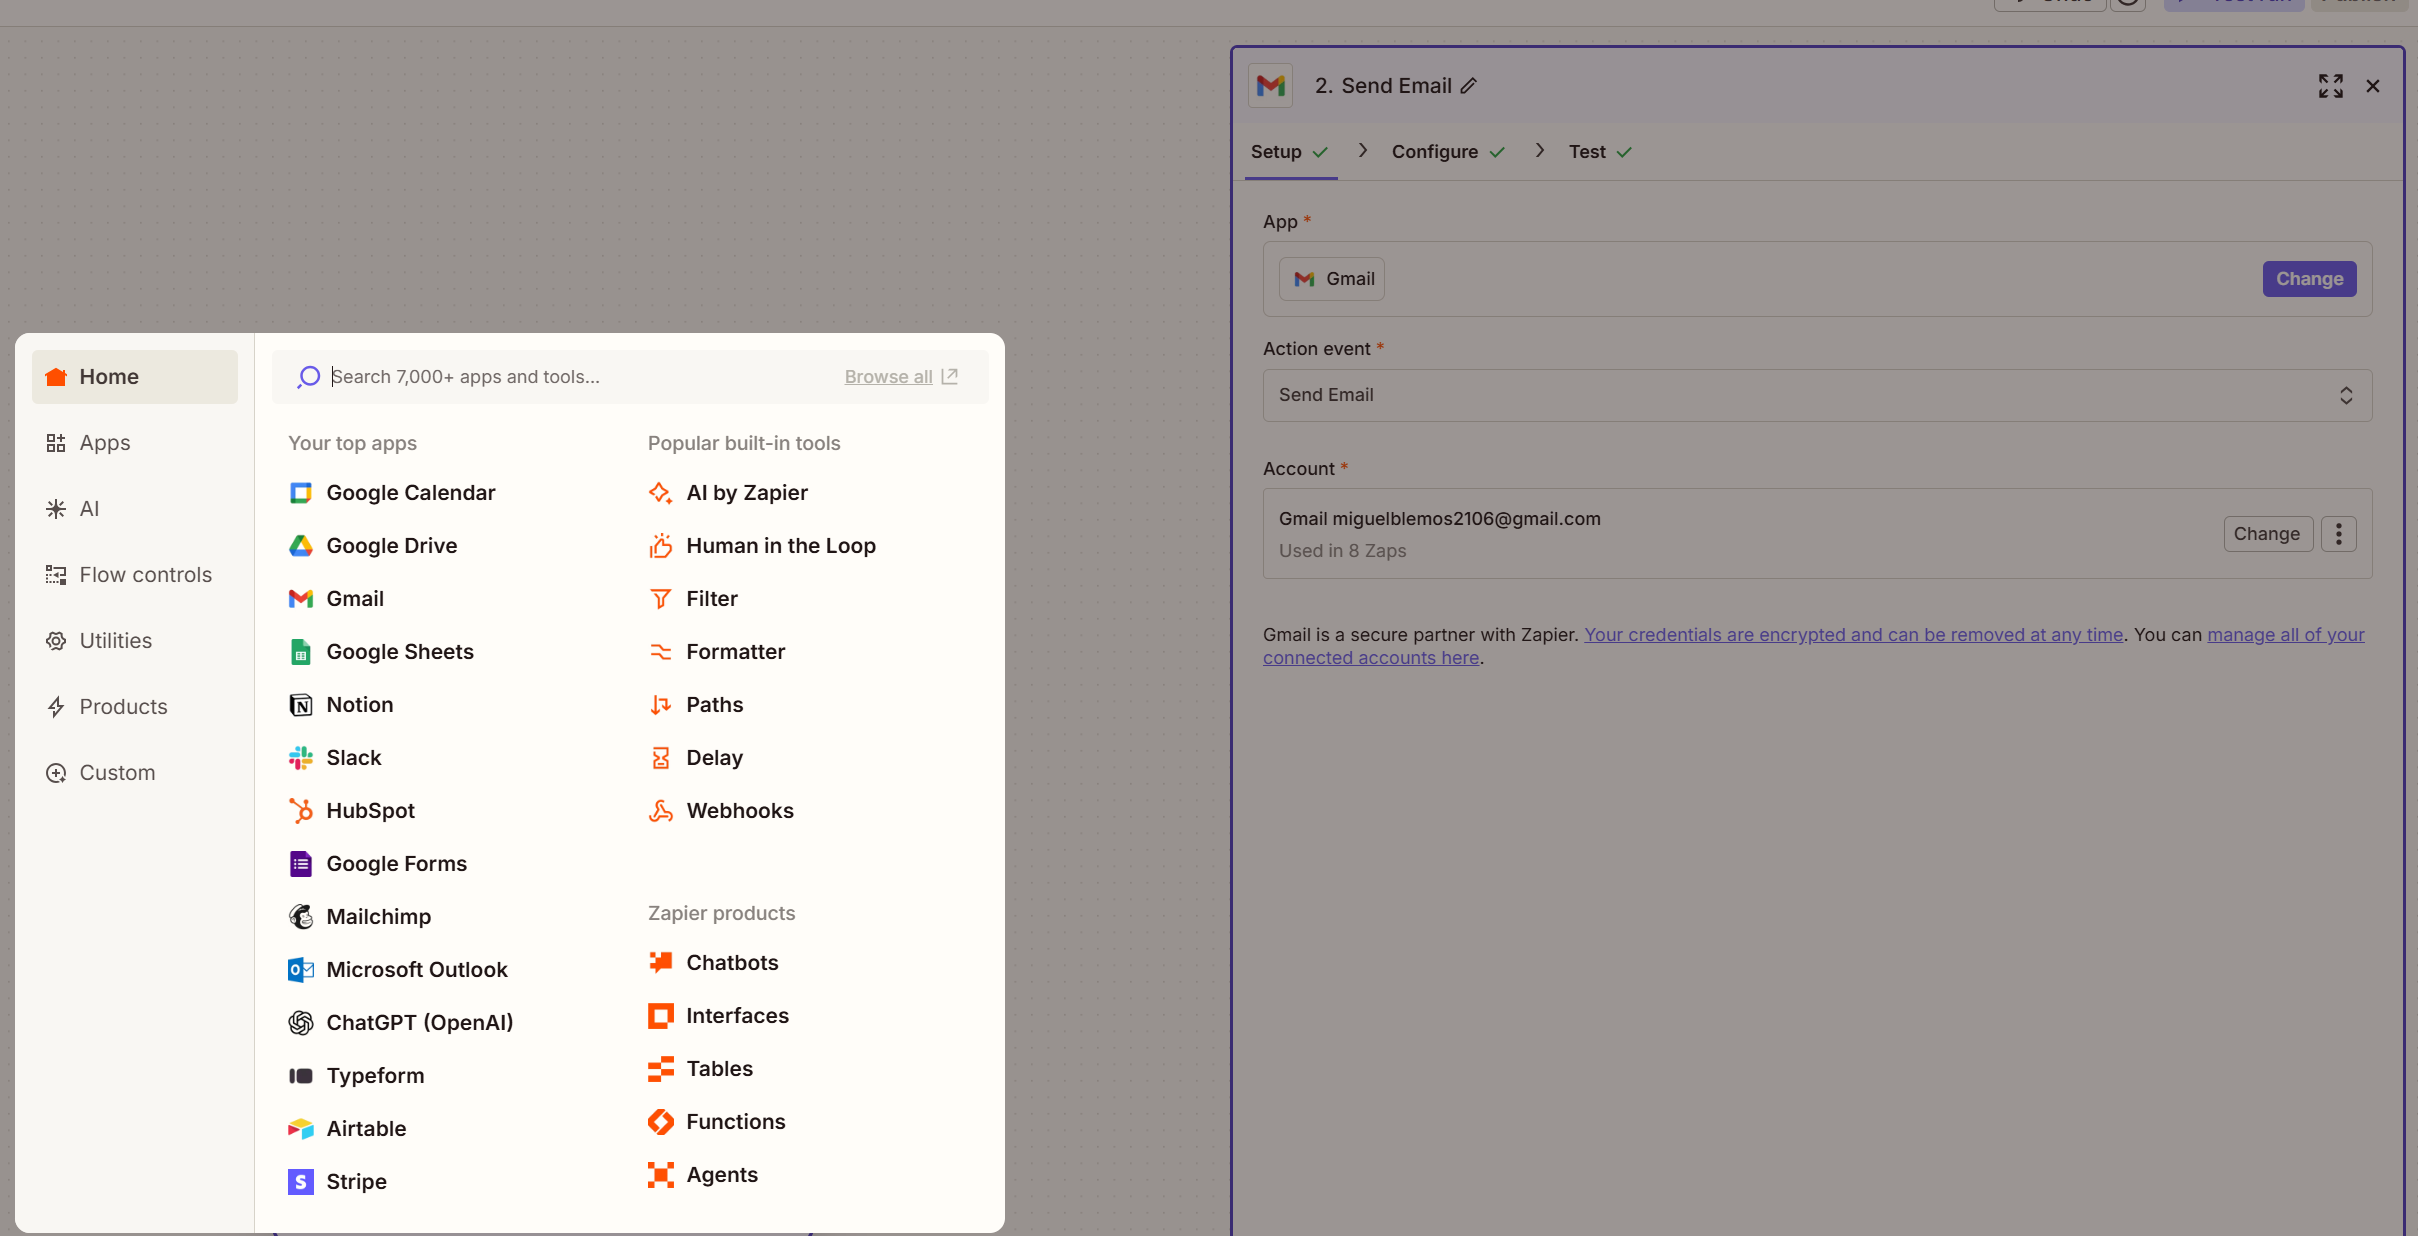 2. Send Email
Setup
Configure
Test
App *
Gmail
Change
Action event *
Send Email
Account *
Gmail miguelblemos2106@gmail.com
Used in 8 Zaps
Change
Gmail is a secure partner with Zapier. Your credentials are encrypted and can be removed at any time. You can manage all of your
connected accounts here.
Home
Apps
AI
Flow controls
Utilities
Products
Custom
Search 7,000+ apps and tools...
Browse all
Your top apps
Google Calendar
Google Drive
Gmail
Google Sheets
Notion
Slack
HubSpot
Google Forms
Mailchimp
Microsoft Outlook
ChatGPT (OpenAI)
Typeform
Airtable
Stripe
Popular built-in tools
AI by Zapier
Human in the Loop
Filter
Formatter
Paths
Delay
Webhooks
Zapier products
Chatbots
Interfaces
Tables
Functions
Agents